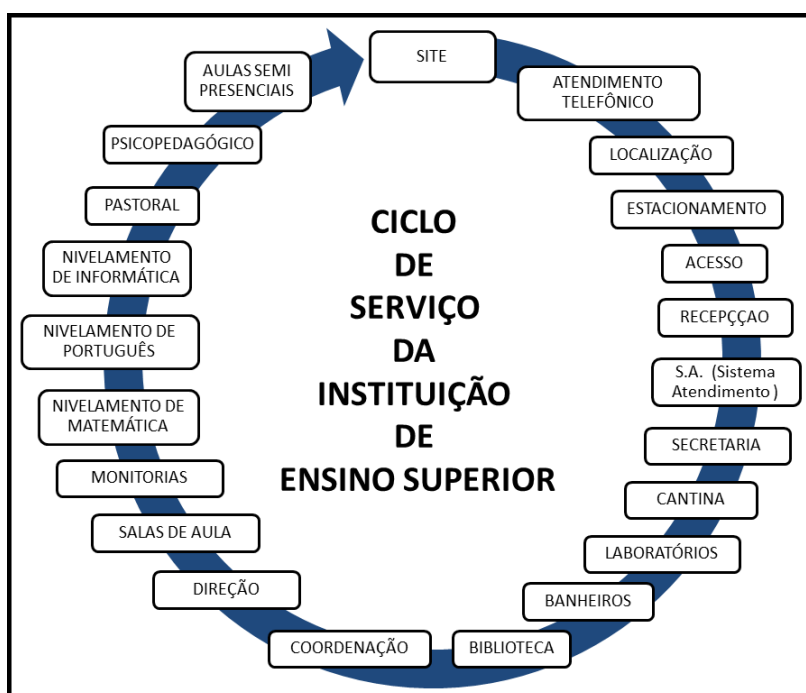 SITE
ATENDIMENTO
TELEFÔNICO
LOCALIZAÇÃO
ESTACIONAMENTO
ACESSO
RECEPÇÇAO
S.A. (Sistema
Atendimento )
SECRETARIA
CANTINA
LABORATÓRIOS
BANHEIROS
BIBLIOTECA
COORDENAÇÃO
DIREÇÃO
SALAS DE AULA
MONITORIAS
NIVELAMENTO DE
MATEMÁTICA
NIVELAMENTO DE
PORTUGUÊS
NIVELAMENTO
DE INFORMÁTICA
PASTORAL
PSICOPEDAGÓGICO
AULAS SEMI
PRESENCIAIS
CICLO
DE
SERVIÇO
DA
INSTITUIÇÃO
DE
ENSINO SUPERIOR